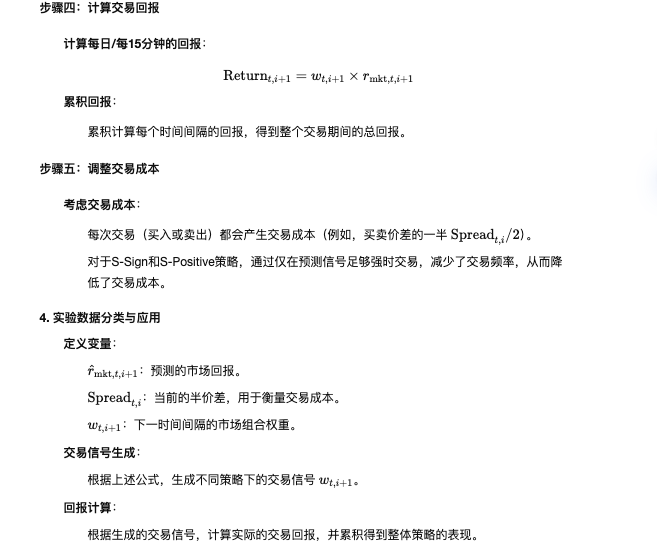 步骤四：计算交易回报
计算每日/每15分钟的回报：
Return_{t,i+1} = w_{t,i+1} × r_{mkt,t,i+1}
累积回报：
累积计算每个时间间隔的回报，得到整个交易期间的总回报。
步骤五：调整交易成本
考虑交易成本：
每次交易（买入或卖出）都会产生交易成本（例如，买卖价差的一半 Spread_{t,i}/2）。
对于S-Sign和S-Positive策略，通过仅在预测信号足够强时交易，减少了交易频率，从而降
低了交易成本。
4. 实验数据分类与应用
定义变量：
r̂_{mkt,t,i+1}：预测的市场回报。
Spread_{t,i}：当前的半价差，用于衡量交易成本。
w_{t,i+1}：下一时间间隔的市场组合权重。
交易信号生成：
根据上述公式，生成不同策略下的交易信号 w_{t,i+1}。
回报计算：
根据生成的交易信号，计算实际的交易回报，并累积得到整体策略的表现。